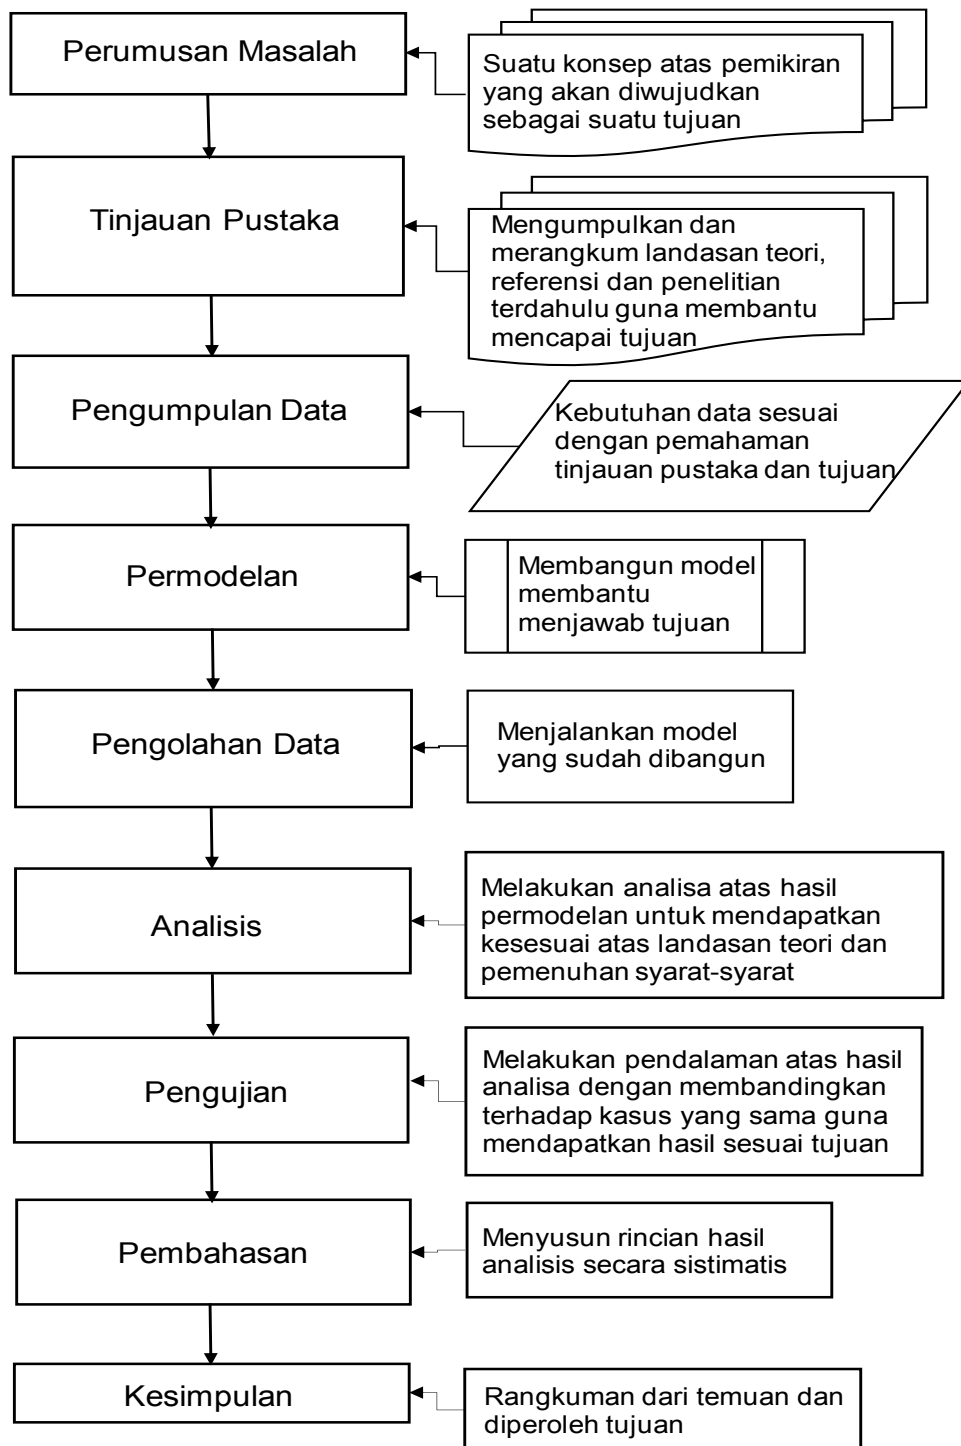 Perumusan Masalah
Suatu konsep atas pemikiran
yang akan diwujudkan
sebagai suatu tujuan
Tinjauan Pustaka
Mengumpulkan dan
merangkum landasan teori,
referensi dan penelitian
terdahulu guna membantu
mencapai tujuan
Pengumpulan Data
Kebutuhan data sesuai
dengan pemahaman
tinjauan pustaka dan tujuan
Permodelan
Membangun model
membantu
menjawab tujuan
Pengolahan Data
Menjalankan model
yang sudah dibangun
Analisis
Melakukan analisa atas hasil
permodelan untuk mendapatkan
kesesuai atas landasan teori dan
pemenuhan syarat-syarat
Pengujian
Melakukan pendalaman atas hasil
analisa dengan membandingkan
terhadap kasus yang sama guna
mendapatkan hasil sesuai tujuan
Pembahasan
Menyusun rincian hasil
analisis secara sistimatis
Kesimpulan
Rangkuman dari temuan dan
diperoleh tujuan